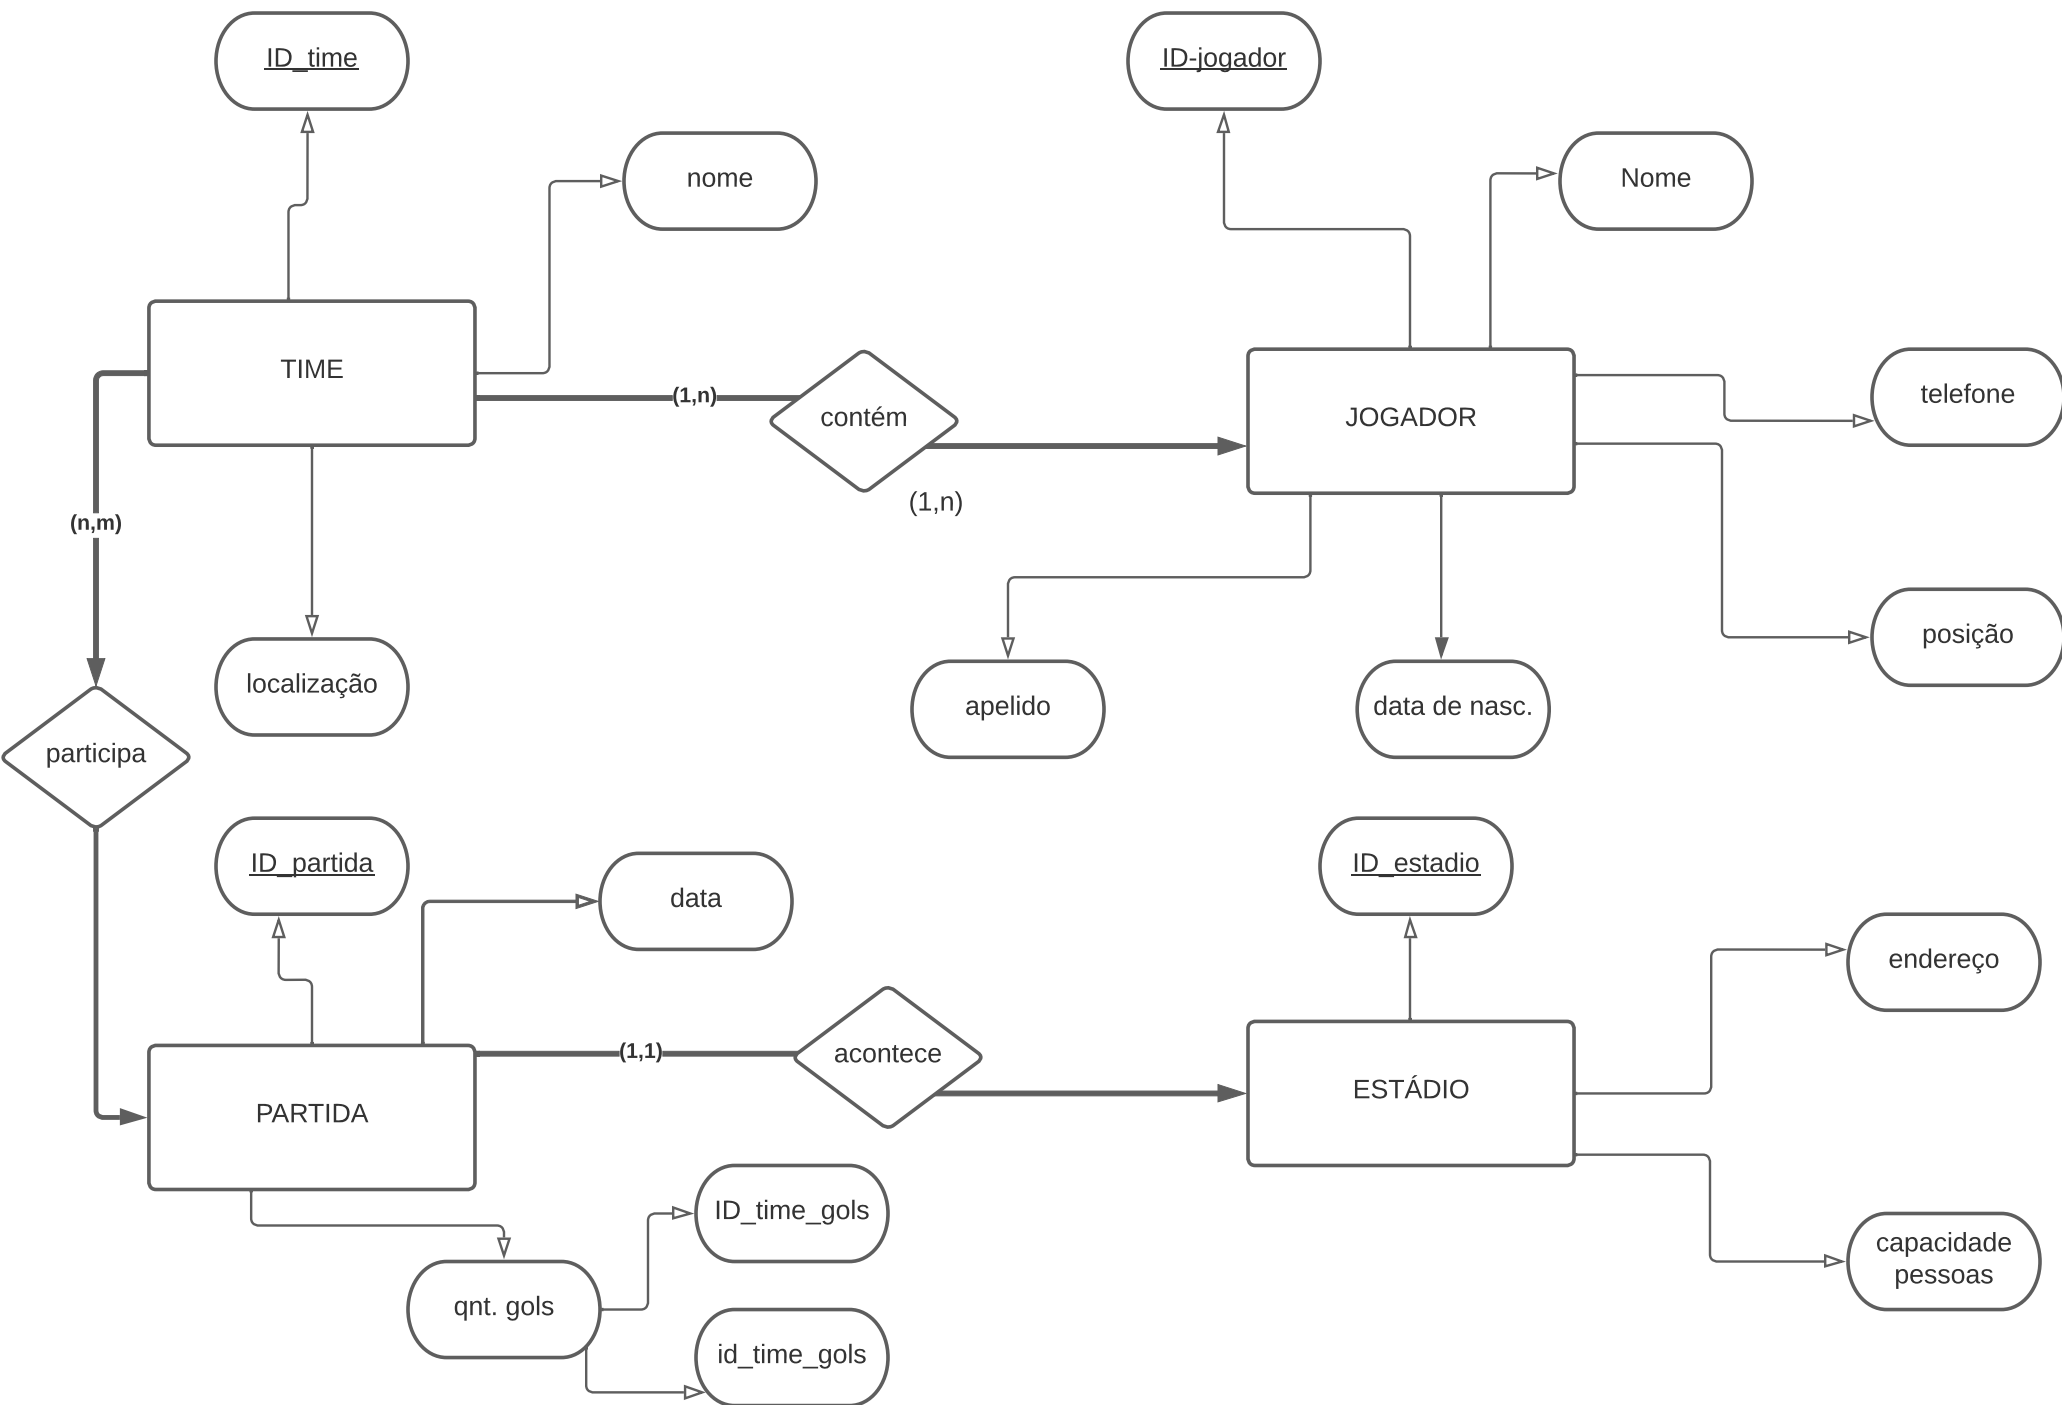 ID_time
ID-jogador
nome
Nome
TIME
(1,n)
contém
JOGADOR
telefone
(1,n)
(n,m)
posição
localização
apelido
data de nasc.
participa
ID_partida
data
ID_estadio
endereço
(1,1)
acontece
PARTIDA
ESTÁDIO
ID_time_gols
capacidade
pessoas
qnt. gols
id_time_gols